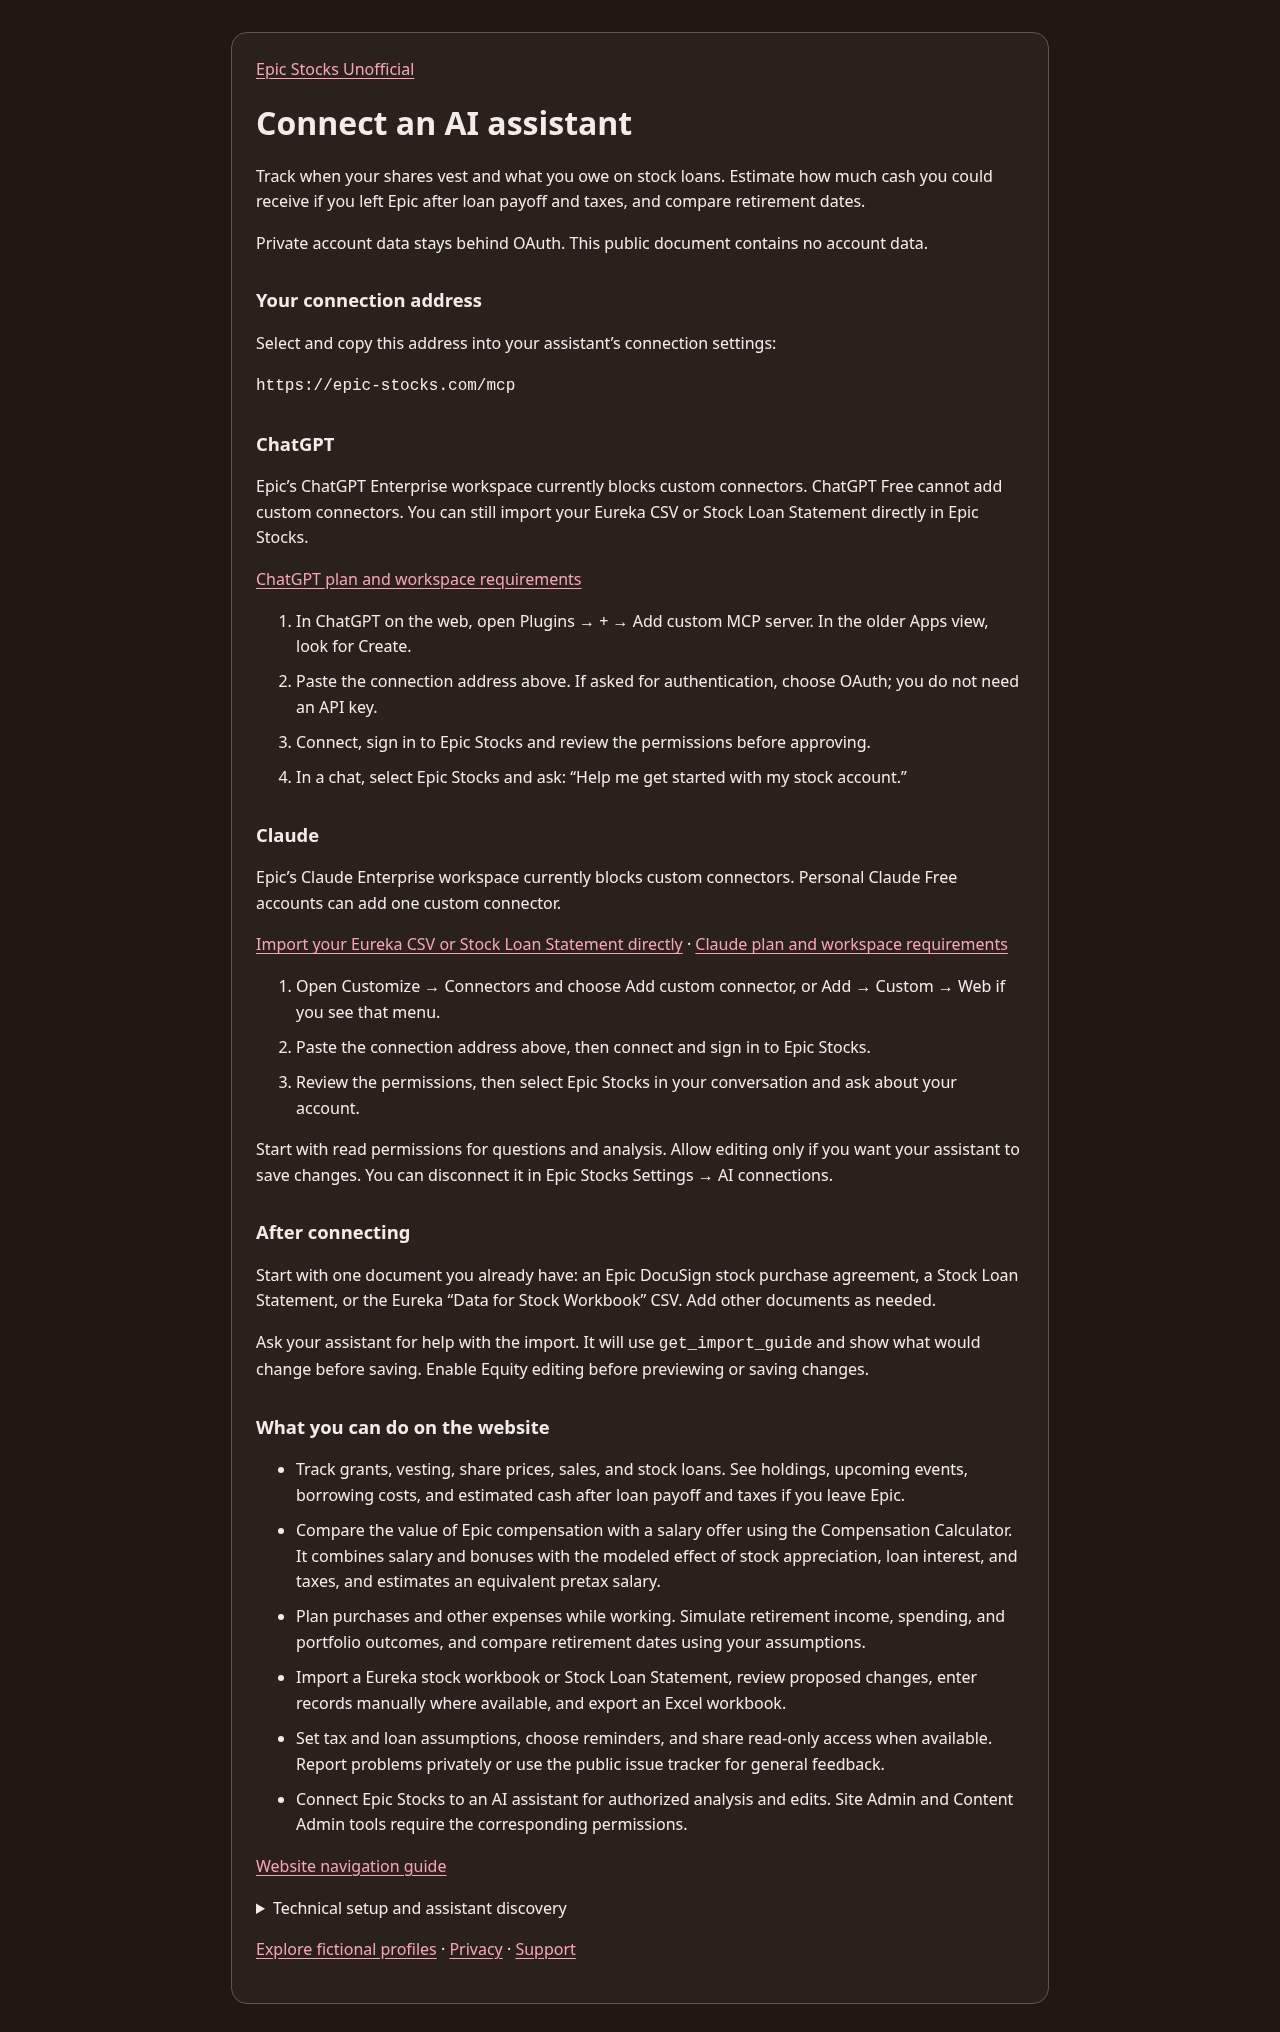 Epic Stocks Unofficial
Connect an AI assistant
Track when your shares vest and what you owe on stock loans. Estimate how much cash you could
receive if you left Epic after loan payoff and taxes, and compare retirement dates.
Private account data stays behind OAuth. This public document contains no account data.
Your connection address
Select and copy this address into your assistant’s connection settings:
https://epic-stocks.com/mcp
ChatGPT
Epic’s ChatGPT Enterprise workspace currently blocks custom connectors. ChatGPT Free cannot add
custom connectors. You can still import your Eureka CSV or Stock Loan Statement directly in Epic
Stocks.
ChatGPT plan and workspace requirements
1. In ChatGPT on the web, open Plugins → + → Add custom MCP server. In the older Apps view,
look for Create.
2. Paste the connection address above. If asked for authentication, choose OAuth; you do not need
an API key.
3. Connect, sign in to Epic Stocks and review the permissions before approving.
4. In a chat, select Epic Stocks and ask: “Help me get started with my stock account.”
Claude
Epic’s Claude Enterprise workspace currently blocks custom connectors. Personal Claude Free
accounts can add one custom connector.
Import your Eureka CSV or Stock Loan Statement directly · Claude plan and workspace requirements
1. Open Customize → Connectors and choose Add custom connector, or Add → Custom → Web if
you see that menu.
2. Paste the connection address above, then connect and sign in to Epic Stocks.
3. Review the permissions, then select Epic Stocks in your conversation and ask about your
account.
Start with read permissions for questions and analysis. Allow editing only if you want your assistant to
save changes. You can disconnect it in Epic Stocks Settings → AI connections.
After connecting
Start with one document you already have: an Epic DocuSign stock purchase agreement, a Stock Loan
Statement, or the Eureka “Data for Stock Workbook” CSV. Add other documents as needed.
Ask your assistant for help with the import. It will use get_import_guide and show what would
change before saving. Enable Equity editing before previewing or saving changes.
What you can do on the website
• Track grants, vesting, share prices, sales, and stock loans. See holdings, upcoming events,
borrowing costs, and estimated cash after loan payoff and taxes if you leave Epic.
• Compare the value of Epic compensation with a salary offer using the Compensation Calculator.
It combines salary and bonuses with the modeled effect of stock appreciation, loan interest, and
taxes, and estimates an equivalent pretax salary.
• Plan purchases and other expenses while working. Simulate retirement income, spending, and
portfolio outcomes, and compare retirement dates using your assumptions.
• Import a Eureka stock workbook or Stock Loan Statement, review proposed changes, enter
records manually where available, and export an Excel workbook.
• Set tax and loan assumptions, choose reminders, and share read-only access when available.
Report problems privately or use the public issue tracker for general feedback.
• Connect Epic Stocks to an AI assistant for authorized analysis and edits. Site Admin and Content
Admin tools require the corresponding permissions.
Website navigation guide
▶ Technical setup and assistant discovery
Explore fictional profiles · Privacy · Support